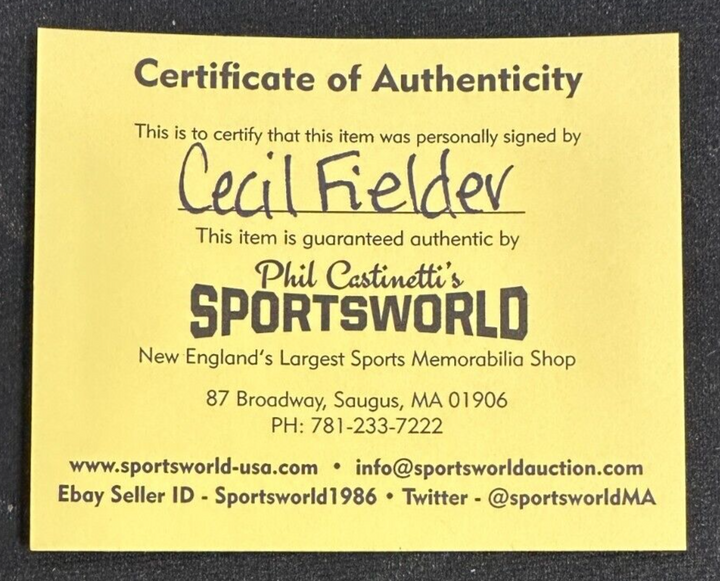 Certificate of Authenticity
This is to certify that this item was personally signed by
Cecil Fielder
This item is guaranteed authentic by
Phil Castinetti's
SPORTSWORLD
New England's Largest Sports Memorabilia Shop
87 Broadway, Saugus, MA 01906
PH: 781-233-7222
www.sportsworld-usa.com • info@sportsworldauction.com
Ebay Seller ID - Sportsworld1986 • Twitter - @sportsworldMA